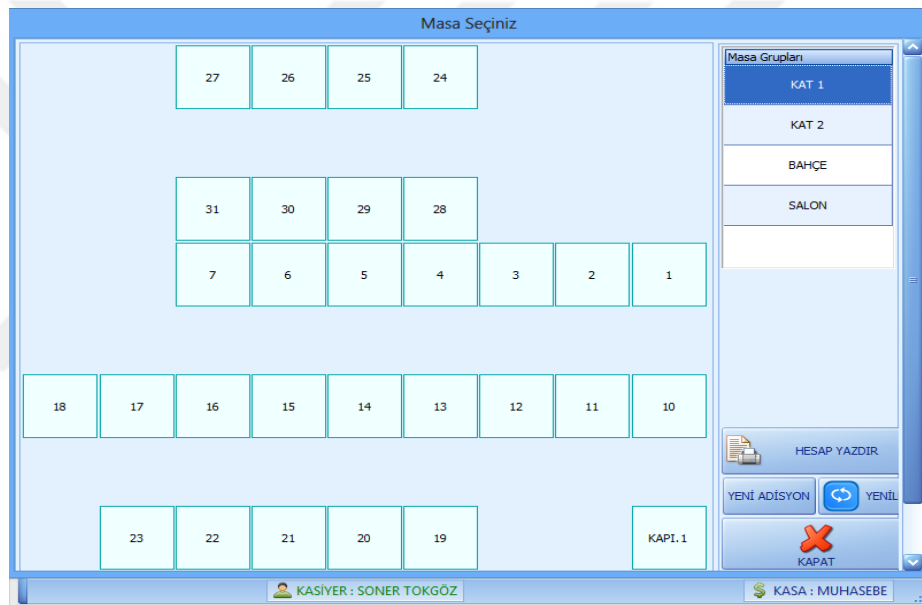 Masa Seçiniz
27 26 25 24
31 30 29 28
7 6 5 4 3 2 1
18 17 16 15 14 13 12 11 10
23 22 21 20 19 KAPI.1
Masa Grupları
KAT 1
KAT 2
BAHÇE
SALON
HESAP YAZDIR
YENİ ADİSYON YENİL
KAPAT
KASİYER : SONER TOKGÖZ KASA : MUHASEBE